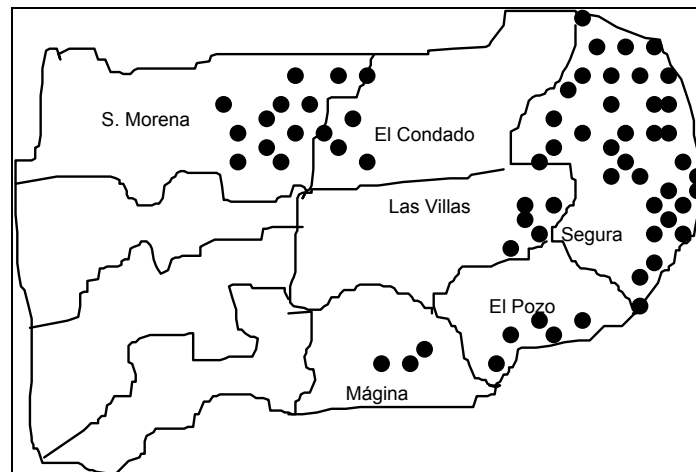 S. Morena
El Condado
Las Villas
Segura
El Pozo
Mágina